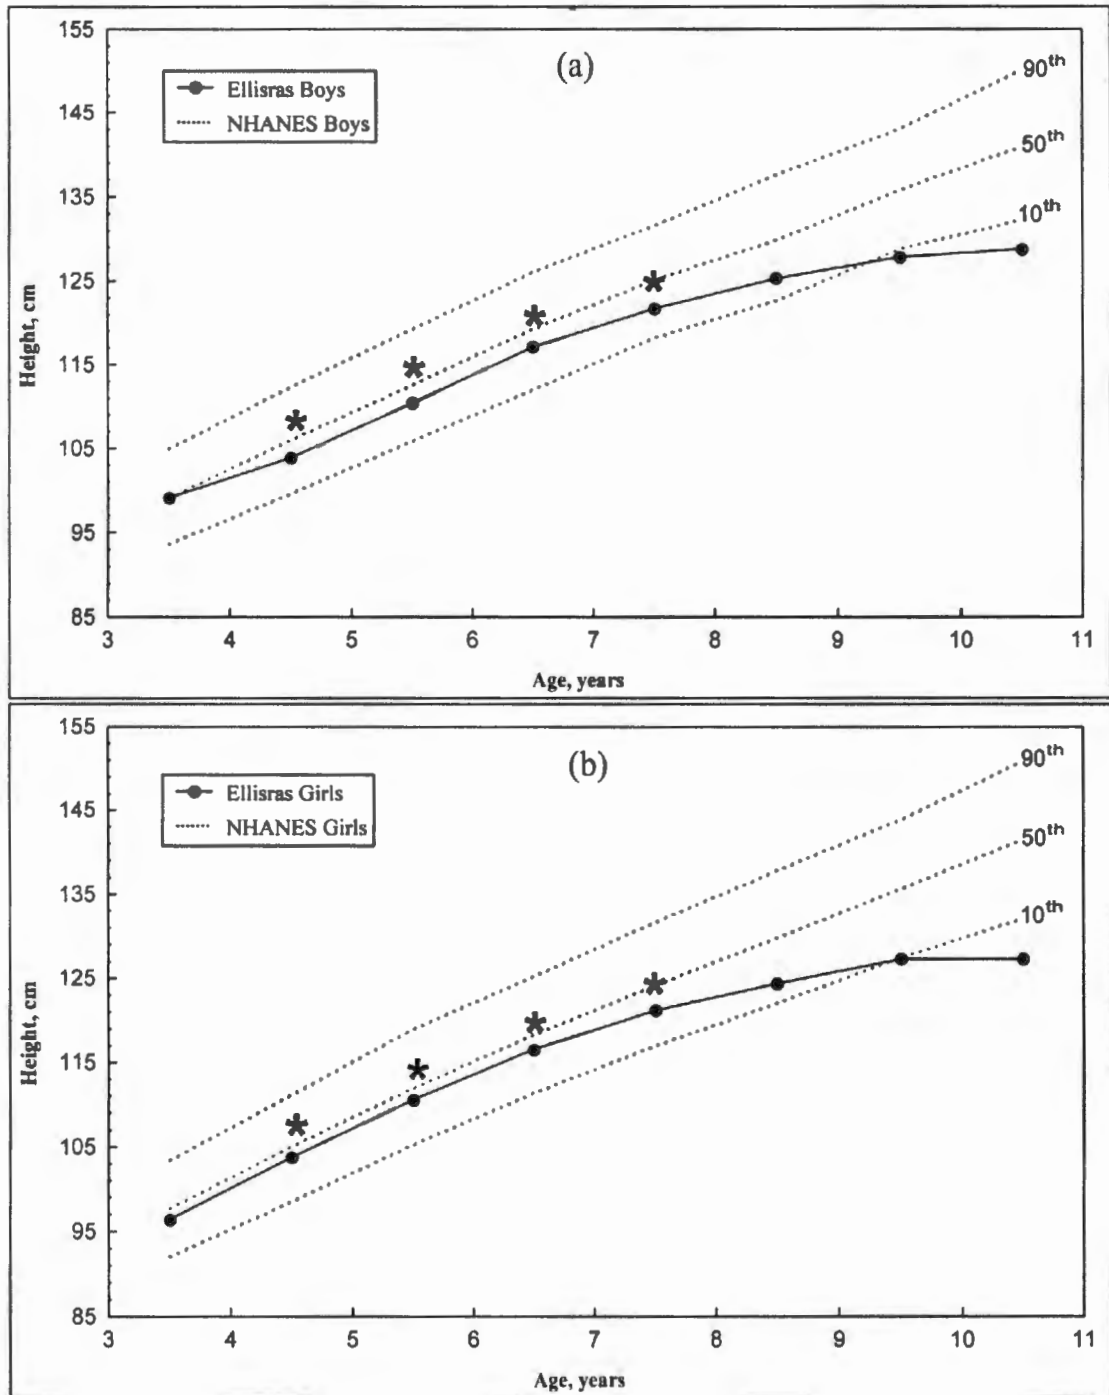 (a)
Ellisras Boys
NHANES Boys
90th
50th
10th
155
145
135
125
115
105
95
85
Height, cm
3 4 5 6 7 8 9 10 11
Age, years
(b)
Ellisras Girls
NHANES Girls
90th
50th
10th
155
145
135
125
115
105
95
85
Height, cm
3 4 5 6 7 8 9 10 11
Age, years